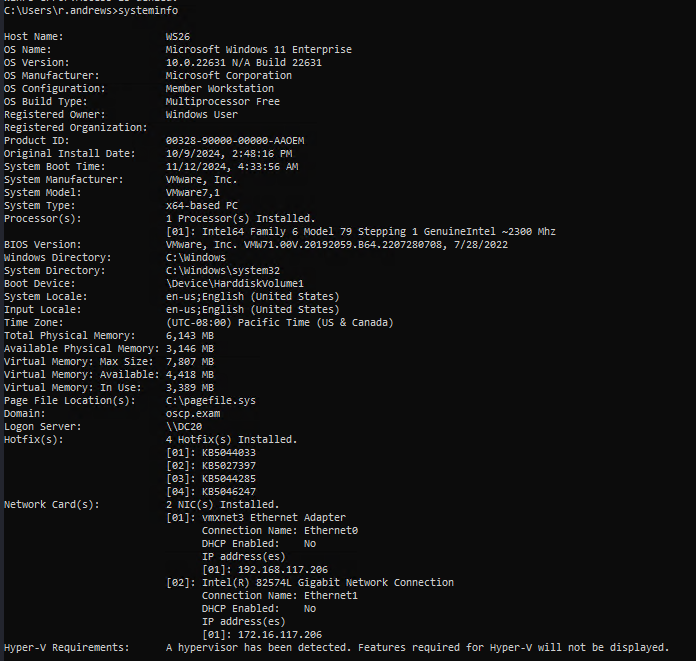 C:\Users\r.andrews>systeminfo
Host Name: WS26
OS Name: Microsoft Windows 11 Enterprise
OS Version: 10.0.22631 N/A Build 22631
OS Manufacturer: Microsoft Corporation
OS Configuration: Member Workstation
OS Build Type: Multiprocessor Free
Registered Owner: Windows User
Registered Organization:
Product ID: 00328-90000-00000-AAOEM
Original Install Date: 10/9/2024, 2:48:16 PM
System Boot Time: 11/12/2024, 4:33:56 AM
System Manufacturer: VMware, Inc.
System Model: VMware7,1
System Type: x64-based PC
Processor(s): 1 Processor(s) Installed.
[01]: Intel64 Family 6 Model 79 Stepping 1 GenuineIntel ~2300 Mhz
BIOS Version: VMware, Inc. VMW71.00V.20192059.B64.2207280708, 7/28/2022
Windows Directory: C:\Windows
System Directory: C:\Windows\system32
Boot Device: \Device\HarddiskVolume1
System Locale: en-us;English (United States)
Input Locale: en-us;English (United States)
Time Zone: (UTC-08:00) Pacific Time (US & Canada)
Total Physical Memory: 6,143 MB
Available Physical Memory: 3,146 MB
Virtual Memory: Max Size: 7,807 MB
Virtual Memory: Available: 4,418 MB
Virtual Memory: In Use: 3,389 MB
Page File Location(s): C:\pagefile.sys
Domain: oscp.exam
Logon Server: \\DC20
Hotfix(s): 4 Hotfix(s) Installed.
[01]: KB5044033
[02]: KB5027397
[03]: KB5044285
[04]: KB5046247
Network Card(s): 2 NIC(s) Installed.
[01]: vmxnet3 Ethernet Adapter
Connection Name: Ethernet0
DHCP Enabled: No
IP address(es)
[01]: 192.168.117.206
[02]: Intel(R) 82574L Gigabit Network Connection
Connection Name: Ethernet1
DHCP Enabled: No
IP address(es)
[01]: 172.16.117.206
Hyper-V Requirements: A hypervisor has been detected. Features required for Hyper-V will not be displayed.